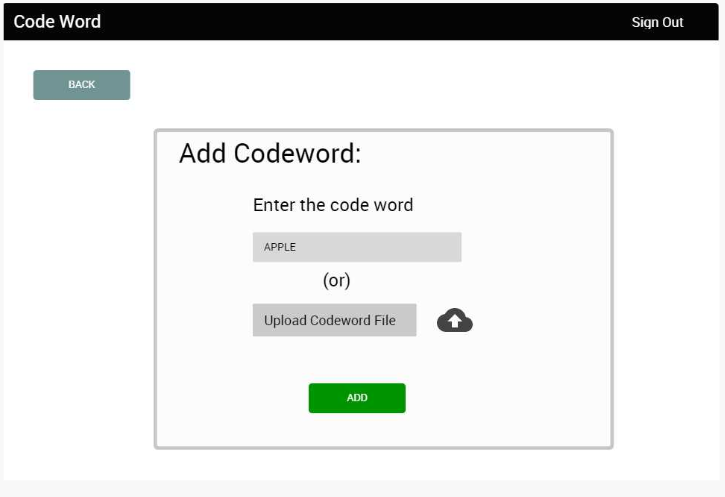 Code Word
Sign Out
BACK
Add Codeword:
Enter the code word
APPLE
(or)
Upload Codeword File
ADD